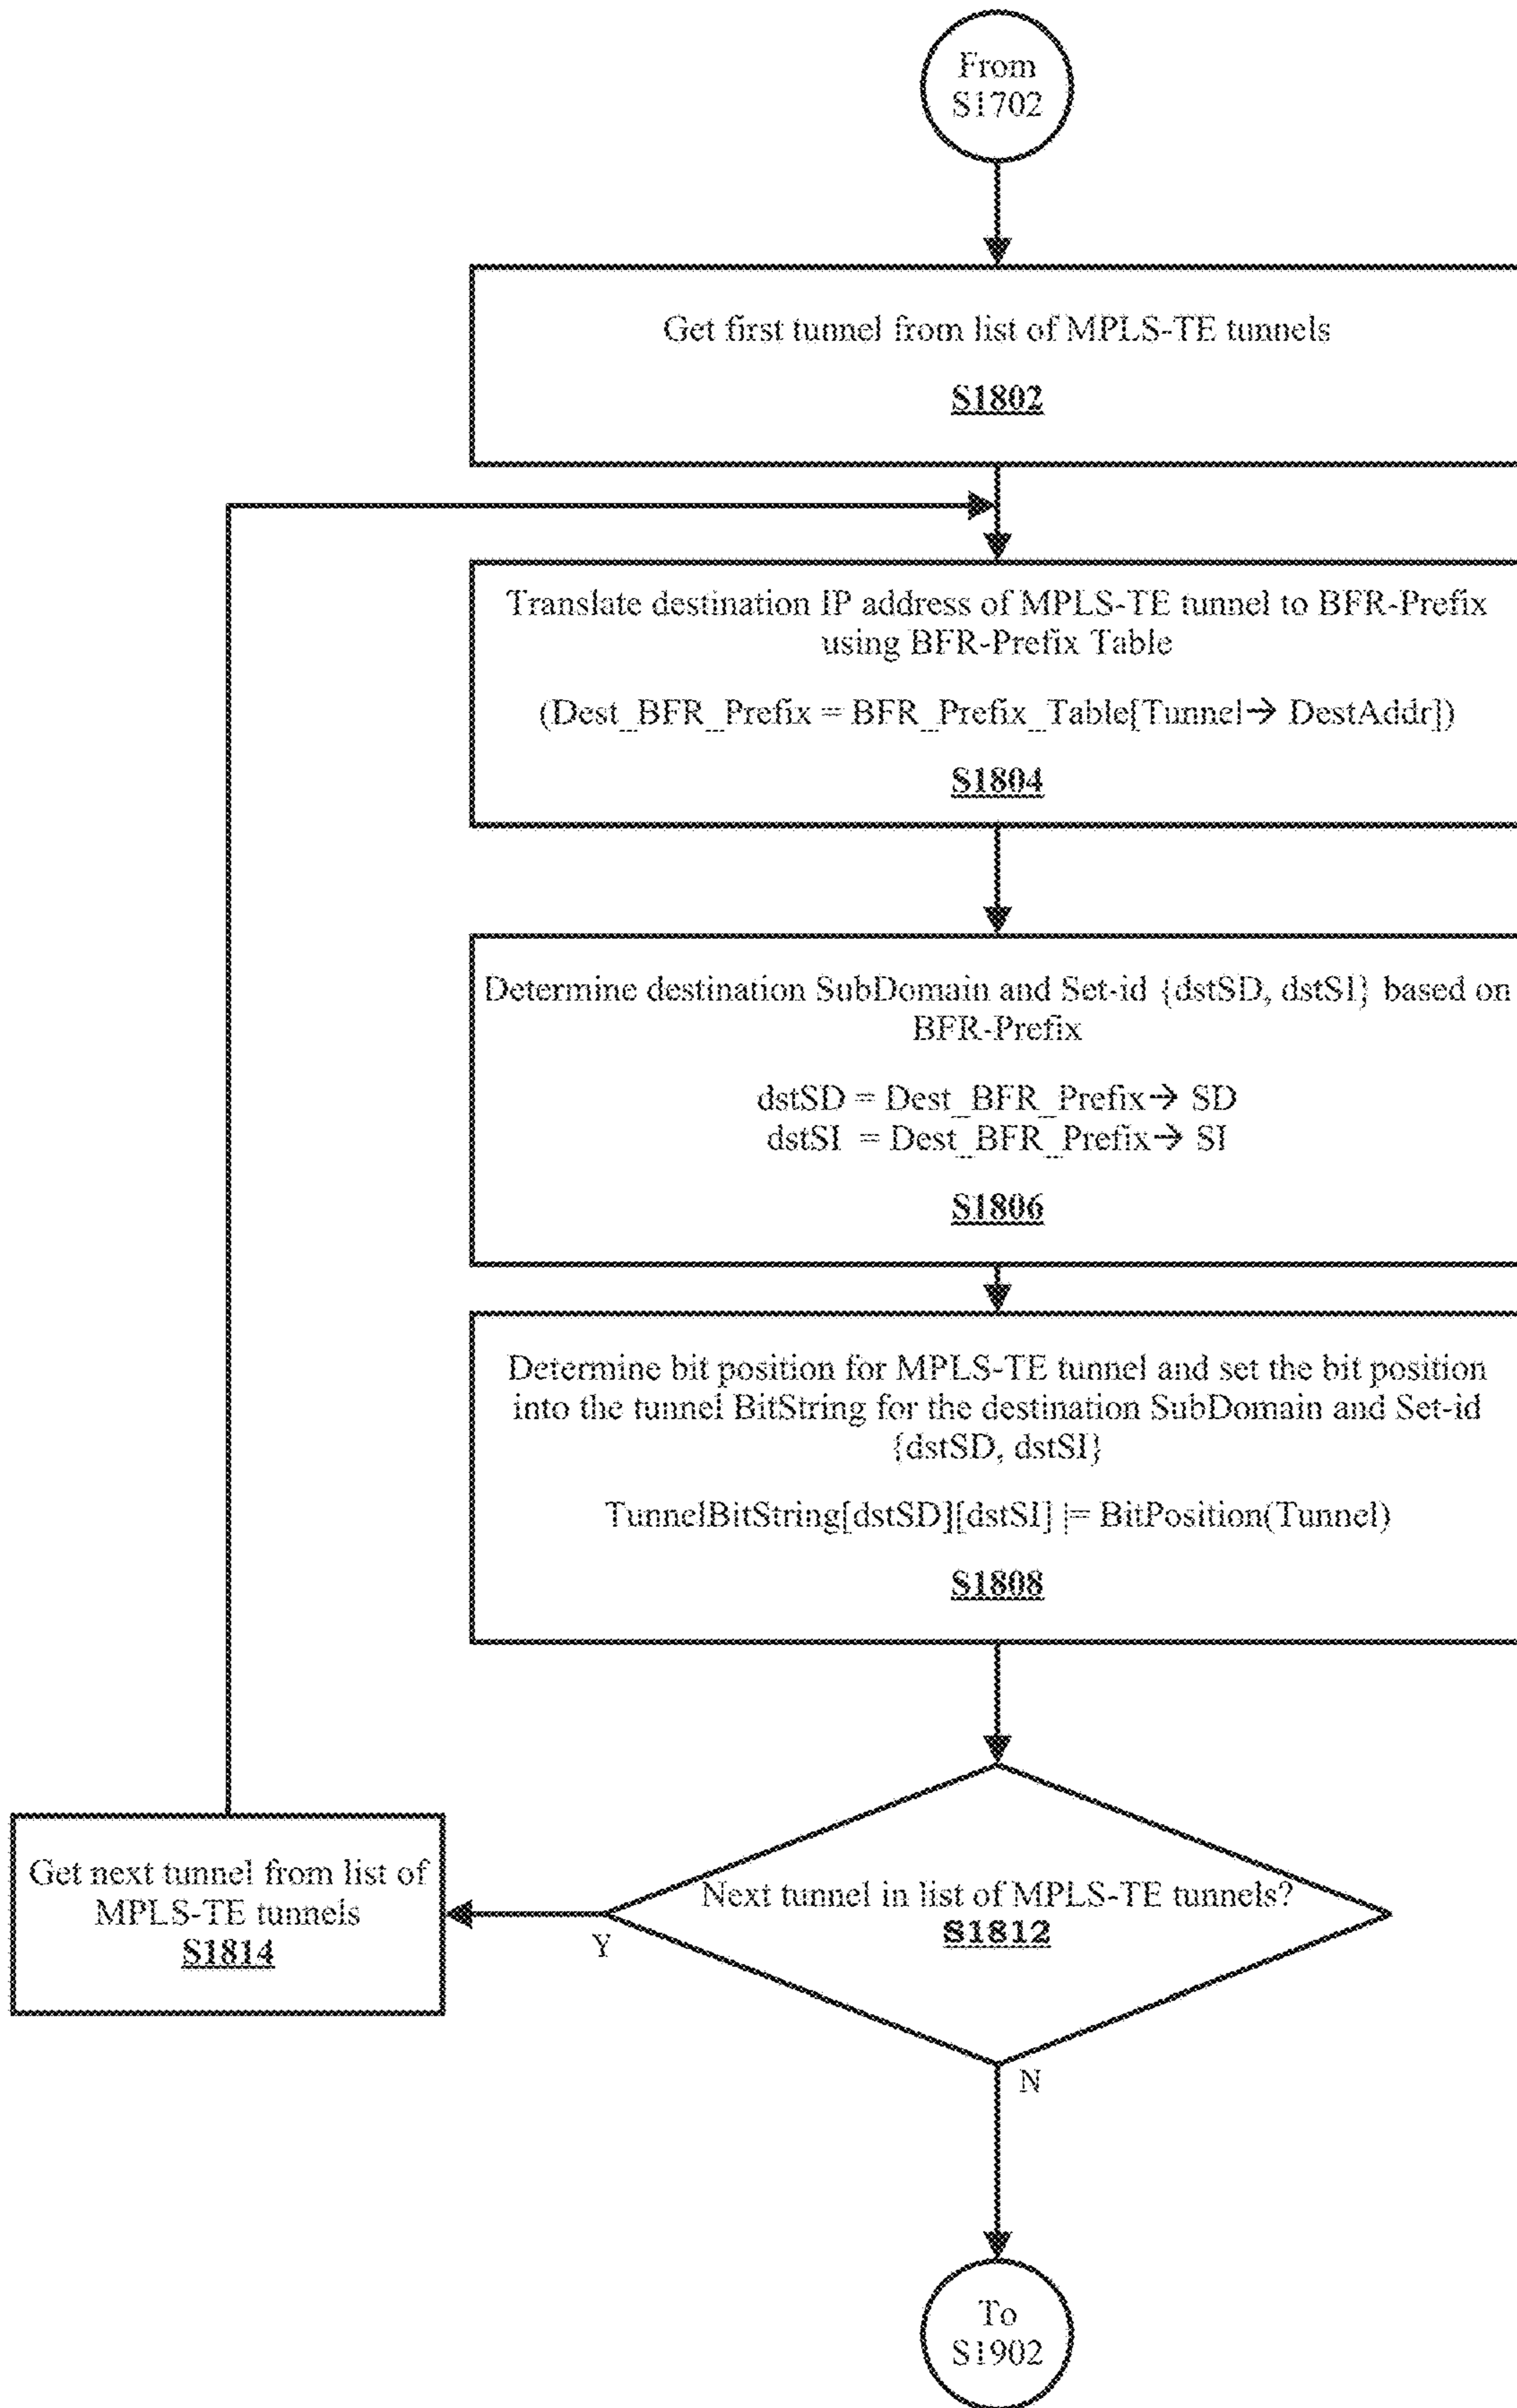 From
S1702
Get first tunnel from list of MPLS-TE tunnels
S1802
Translate destination IP address of MPLS-TE tunnel to BFR-Prefix
using BFR-Prefix Table
(Dest_BFR_Prefix = BFR_Prefix_Table[Tunnel→ DestAddr])
S1804
Determine destination SubDomain and Set-id {dstSD, dstSI} based on
BFR-Prefix
dstSD = Dest_BFR_Prefix→ SD
dstSI = Dest_BFR_Prefix→ SI
S1806
Determine bit position for MPLS-TE tunnel and set the bit position
into the tunnel BitString for the destination SubDomain and Set-id
{dstSD, dstSI}
TunnelBitString[dstSD][dstSI] |= BitPosition(Tunnel)
S1808
Next tunnel in list of MPLS-TE tunnels?
S1812
Y
Get next tunnel from list of
MPLS-TE tunnels
S1814
N
To
S1902